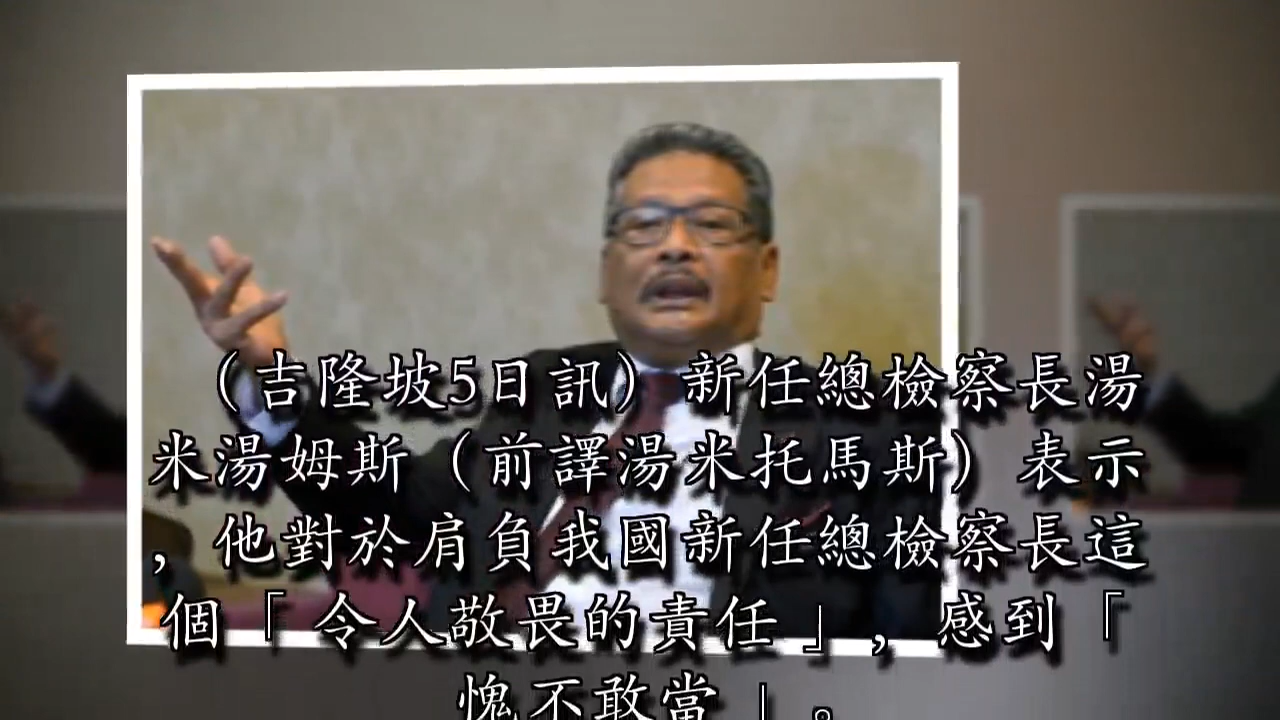 （吉隆坡5日訊）新任總檢察長湯
米湯姆斯（前譯湯米托馬斯）表示
，他對於肩負我國新任總檢察長這
個「令人敬畏的責任」，感到「
愧不敢當」。